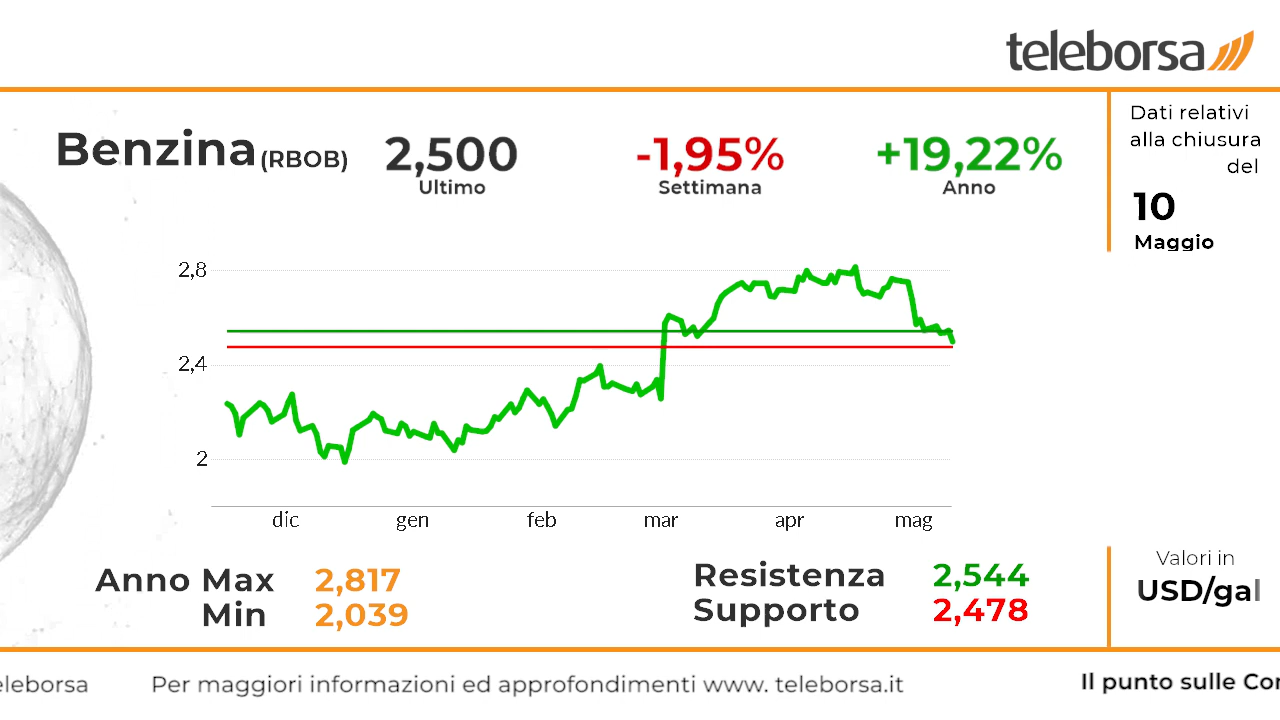 teleborsa
Benzina (RBOB)
2,500
Ultimo
-1,95%
Settimana
+19,22%
Anno
Dati relativi
alla chiusura
del
10
Maggio
2,8
2,4
2
dic gen feb mar apr mag
Anno Max 2,817
Min 2,039
Resistenza 2,544
Supporto 2,478
Valori in
USD/gal
eleborsa Per maggiori informazioni ed approfondimenti www. teleborsa.it Il punto sulle